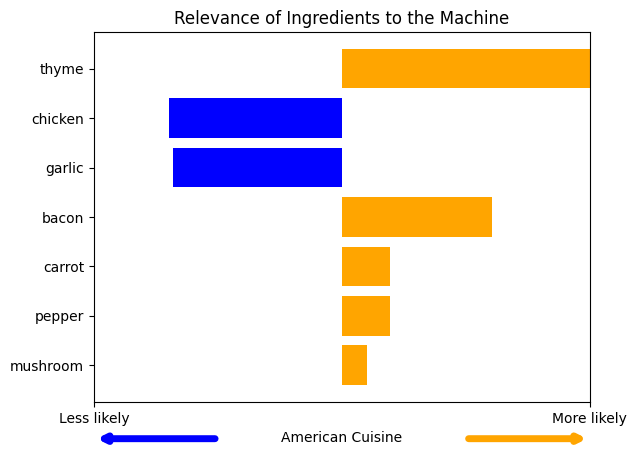 Relevance of Ingredients to the Machine
thyme
chicken
garlic
bacon
carrot
pepper
mushroom
Less likely
More likely
American Cuisine